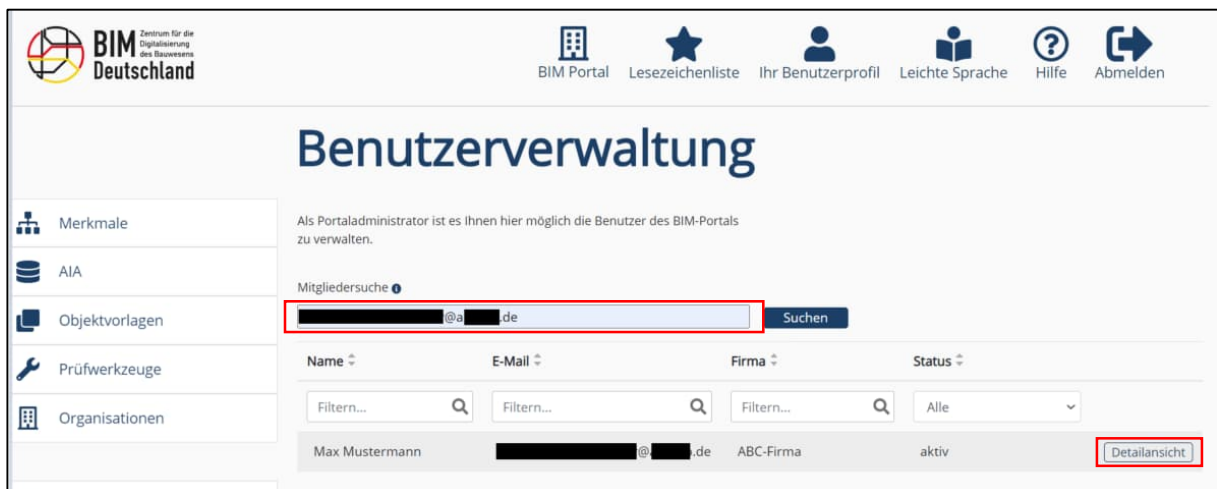 BIM Deutschland
Zentrum für die
Digitalisierung
des Bauwesens
BIM Portal Lesezeichenliste Ihr Benutzerprofil Leichte Sprache Hilfe Abmelden
Benutzerverwaltung
Merkmale
AIA
Objektvorlagen
Prüfwerkzeuge
Organisationen
Als Portaladministrator ist es Ihnen hier möglich die Benutzer des BIM-Portals
zu verwalten.
Mitgliedersuche
@a .de Suchen
Name E-Mail Firma Status
Filtern... Filtern... Filtern... Alle
Max Mustermann @ .de ABC-Firma aktiv Detailansicht